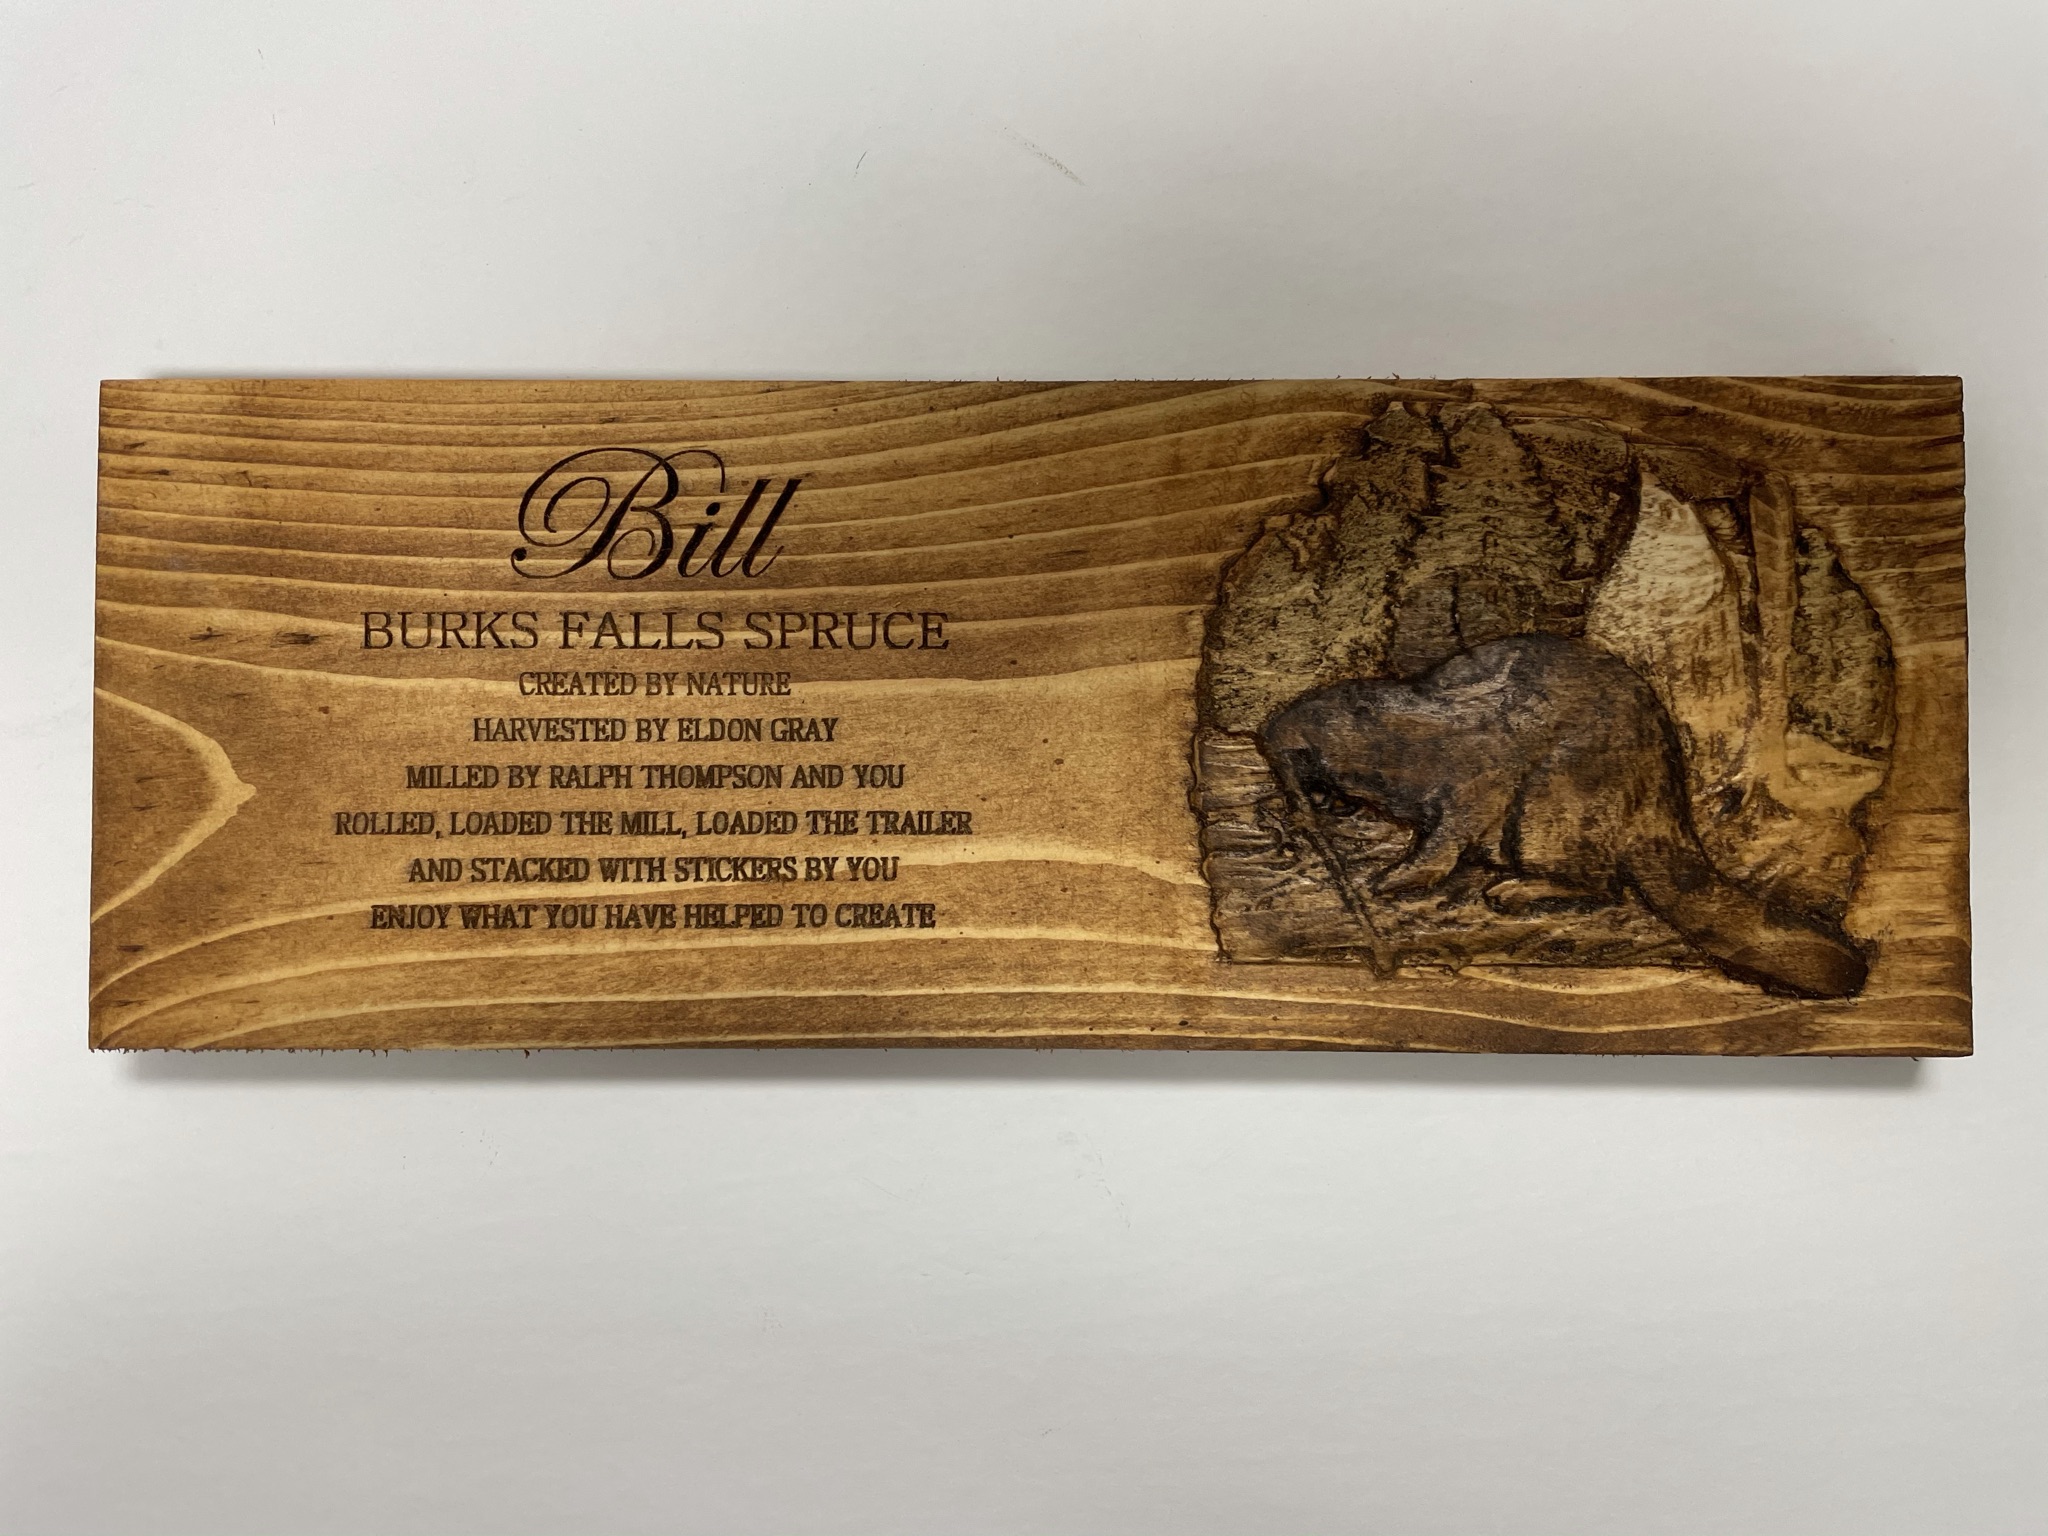 Bill
BURKS FALLS SPRUCE
CREATED BY NATURE
HARVESTED BY ELDON GRAY
MILLED BY RALPH THOMPSON AND YOU
ROLLED, LOADED THE MILL, LOADED THE TRAILER
AND STACKED WITH STICKERS BY YOU
ENJOY WHAT YOU HAVE HELPED TO CREATE